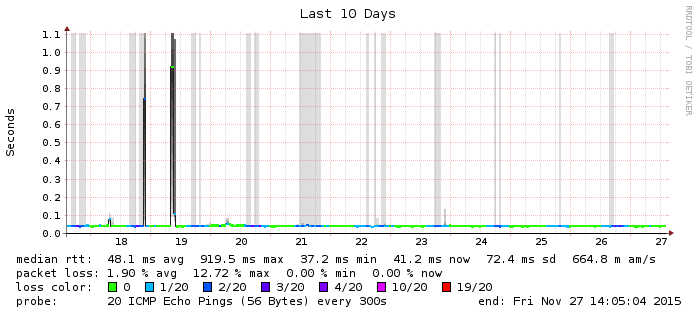 Last 10 Days
RRDTOOL / TOBI OETIKER
Seconds
1.1
1.0
0.9
0.8
0.7
0.6
0.5
0.4
0.3
0.2
0.1
0.0
18 19 20 21 22 23 24 25 26 27
median rtt: 48.1 ms avg 919.5 ms max 37.2 ms min 41.2 ms now 72.4 ms sd 664.8 m am/s
packet loss: 1.90 % avg 12.72 % max 0.00 % min 0.00 % now
loss color: 0 1/20 2/20 3/20 4/20 10/20 19/20
probe: 20 ICMP Echo Pings (56 Bytes) every 300s end: Fri Nov 27 14:05:04 2015